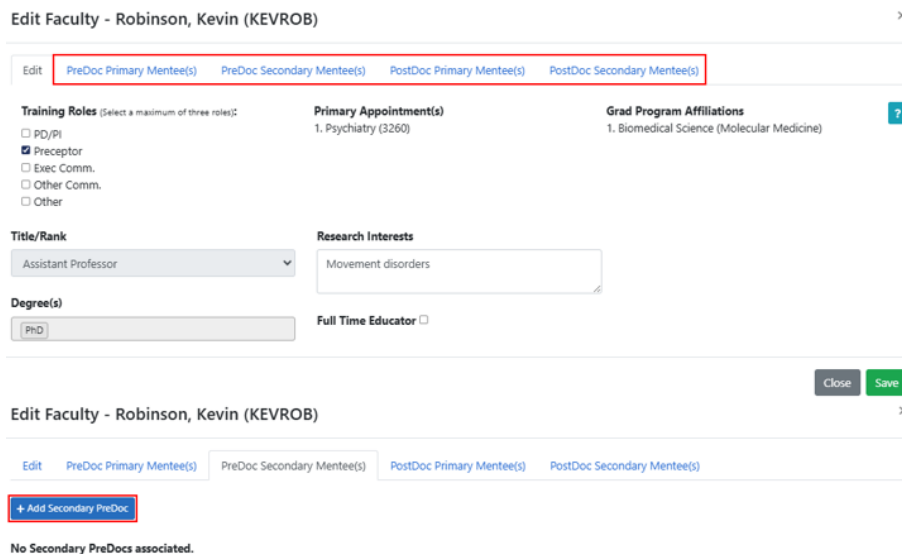 Edit Faculty - Robinson, Kevin (KEVROB)
Edit PreDoc Primary Mentee(s) PreDoc Secondary Mentee(s) PostDoc Primary Mentee(s) PostDoc Secondary Mentee(s)
Training Roles (Select a maximum of three roles): Primary Appointment(s) Grad Program Affiliations ?
PD/PI 1. Psychiatry (3260) 1. Biomedical Science (Molecular Medicine)
Preceptor
Exec Comm.
Other Comm.
Other
Title/Rank Research Interests
Assistant Professor Movement disorders
Degree(s)
PhD Full Time Educator
Close Save
Edit Faculty - Robinson, Kevin (KEVROB)
Edit PreDoc Primary Mentee(s) PreDoc Secondary Mentee(s) PostDoc Primary Mentee(s) PostDoc Secondary Mentee(s)
+ Add Secondary PreDoc
No Secondary PreDocs associated.